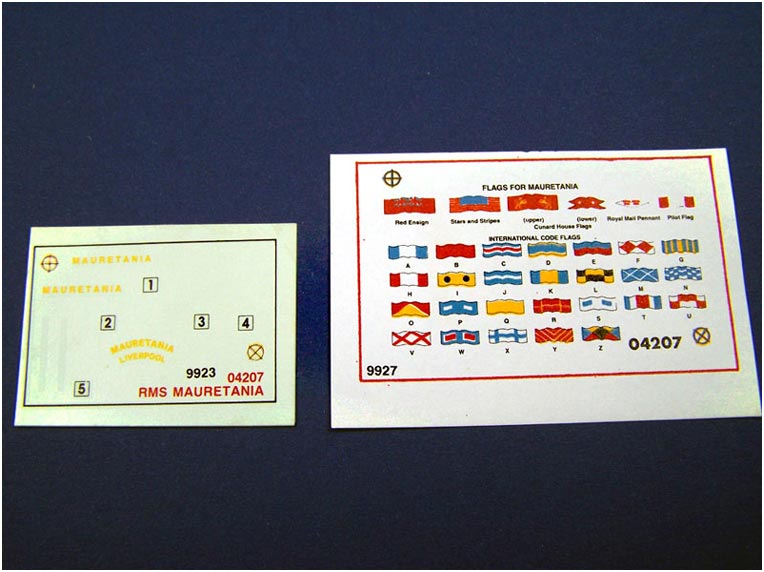 MAURETANIA
MAURETANIA
1
2
3
4
MAURETANIA
LIVERPOOL
5
9923
04207
RMS MAURETANIA
FLAGS FOR MAURETANIA
Red Ensign
Stars and Stripes
(upper)
(lower)
Cunard House Flags
Royal Mail Pennant
Pilot Flag
INTERNATIONAL CODE FLAGS
A B C D E F G
H I J K L M N
O P Q R S T U
V W X Y Z
04207
9927